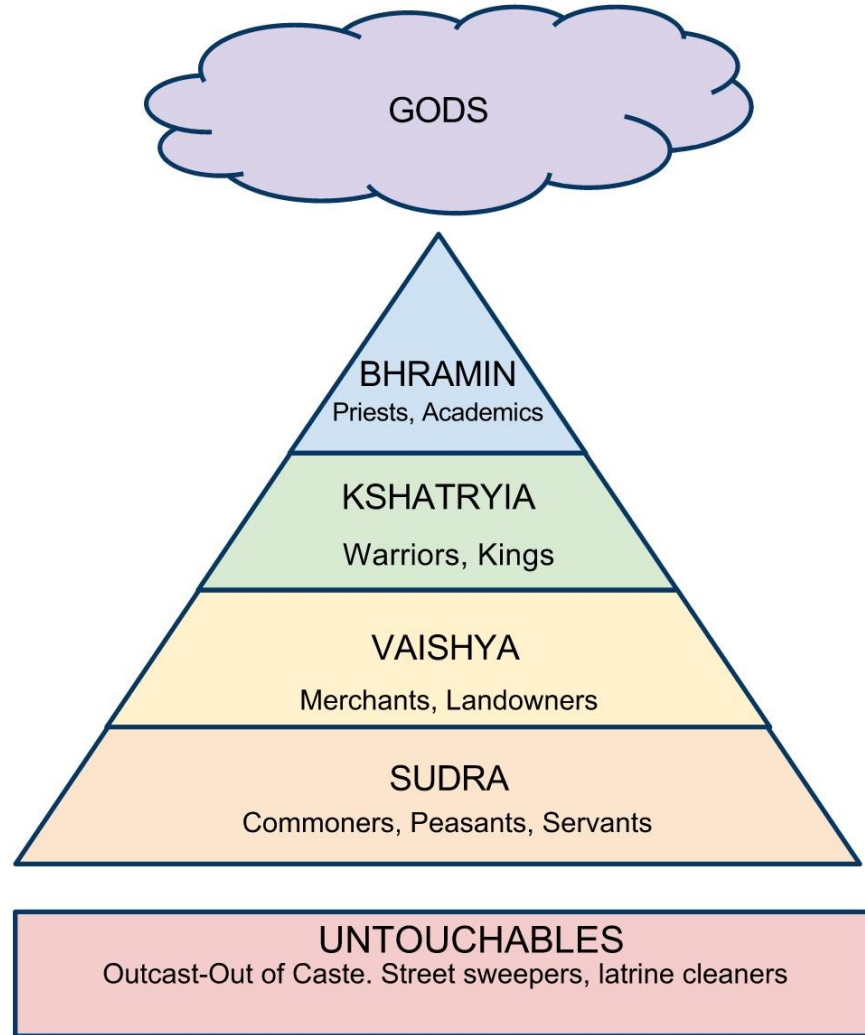 GODS
BHRAMIN
Priests, Academics
KSHATRYIA
Warriors, Kings
VAISHYA
Merchants, Landowners
SUDRA
Commoners, Peasants, Servants
UNTOUCHABLES
Outcast-Out of Caste. Street sweepers, latrine cleaners